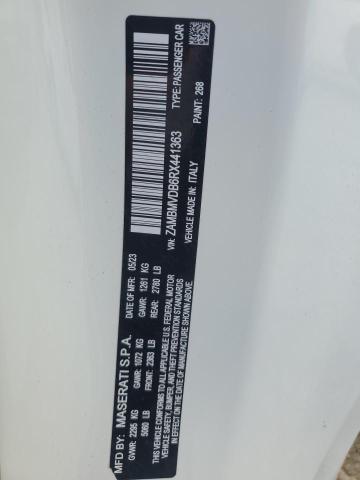 MFD BY: MASERATI S.P.A. DATE OF MFR: 05/23
GVWR: 2295 KG GAWR: 1072 KG GAWR: 1261 KG
5060 LB FRONT: 2363 LB REAR: 2780 LB
THIS VEHICLE CONFORMS TO ALL APPLICABLE U.S. FEDERAL MOTOR
VEHICLE SAFETY, BUMPER, AND THEFT PREVENTION STANDARDS
IN EFFECT ON THE DATE OF MANUFACTURE SHOWN ABOVE
VIN: ZAMBMVDB6RX441363 TYPE: PASSENGER CAR
VEHICLE MADE IN: ITALY PAINT: 268